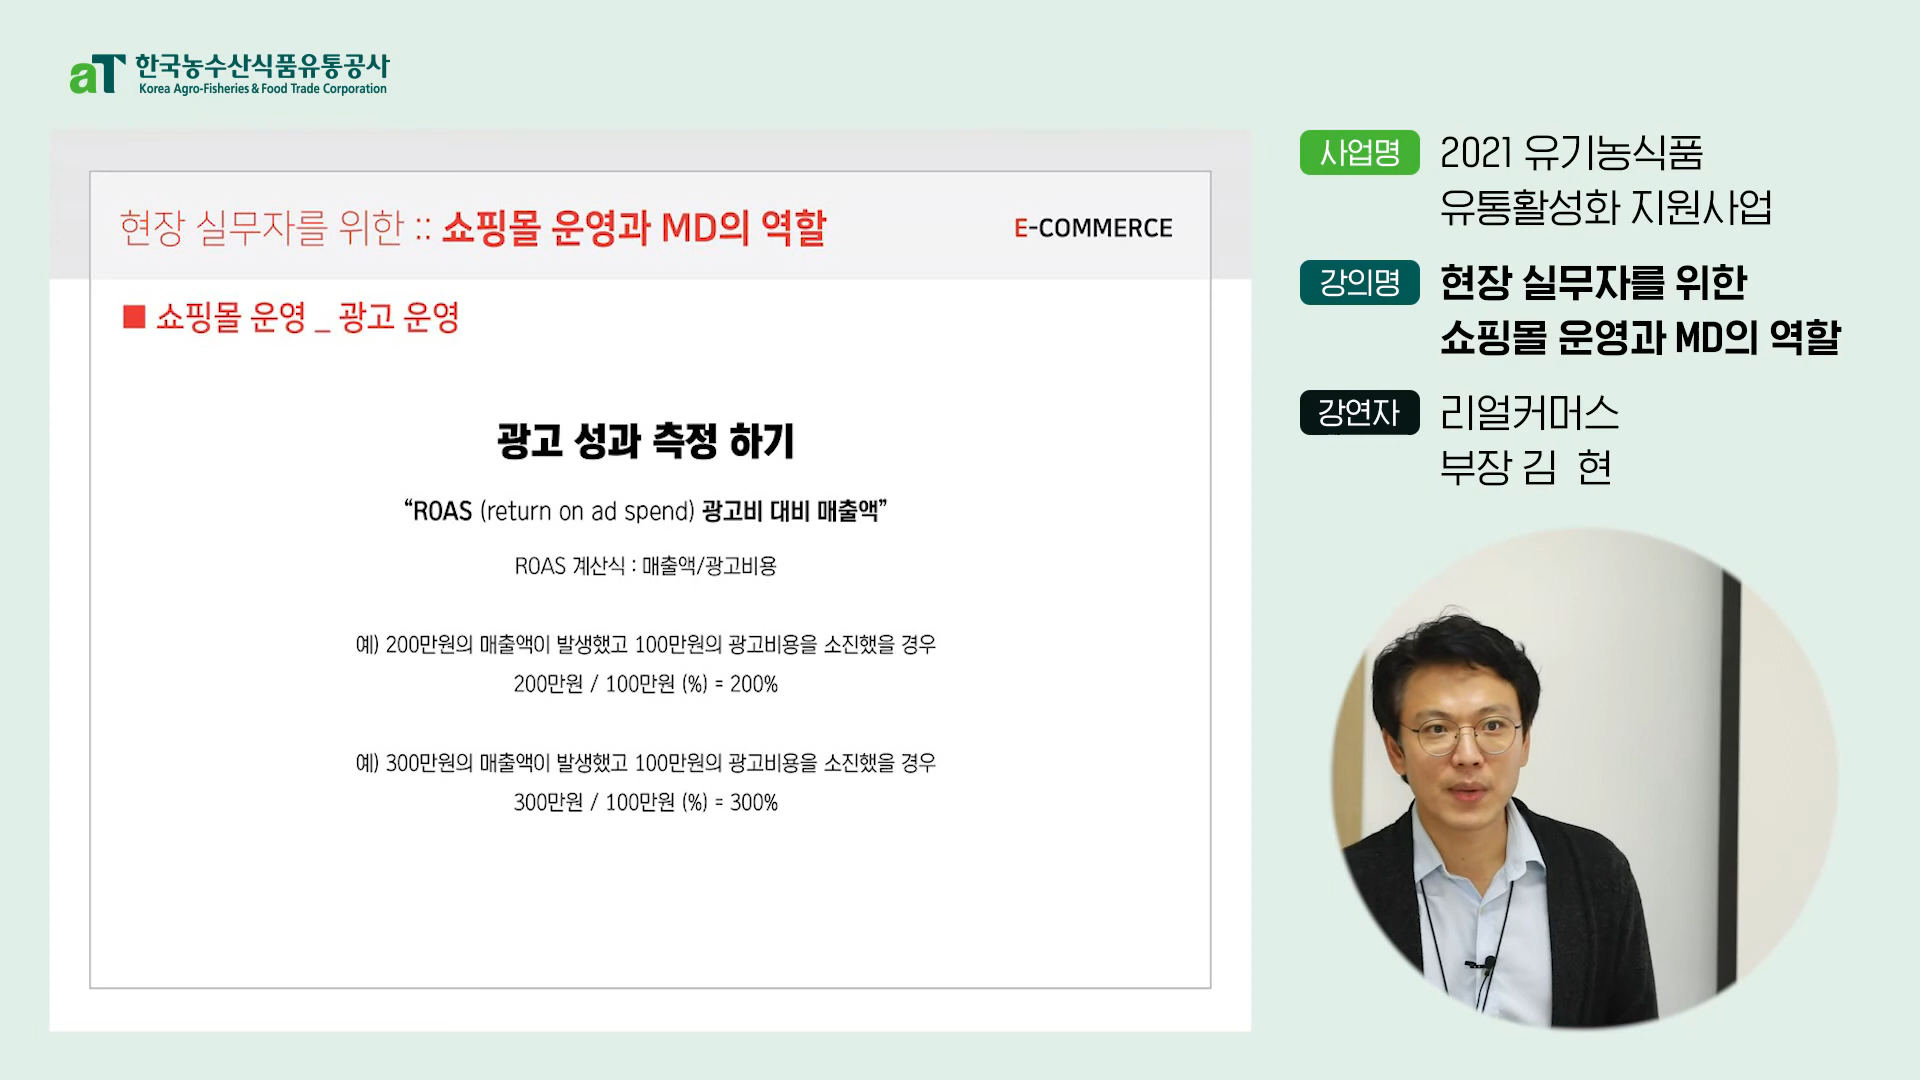 aT 한국농수산식품유통공사
Korea Agro-Fisheries & Food Trade Corporation
현장 실무자를 위한 :: 쇼핑몰 운영과 MD의 역할
E-COMMERCE
■ 쇼핑몰 운영 _ 광고 운영
광고 성과 측정 하기
“ROAS (return on ad spend) 광고비 대비 매출액”
ROAS 계산식 : 매출액/광고비용
예) 200만원의 매출액이 발생했고 100만원의 광고비용을 소진했을 경우
200만원 / 100만원 (%) = 200%
예) 300만원의 매출액이 발생했고 100만원의 광고비용을 소진했을 경우
300만원 / 100만원 (%) = 300%
사업명 2021 유기농식품
유통활성화 지원사업
강의명 현장 실무자를 위한
쇼핑몰 운영과 MD의 역할
강연자 리얼커머스
부장 김 현